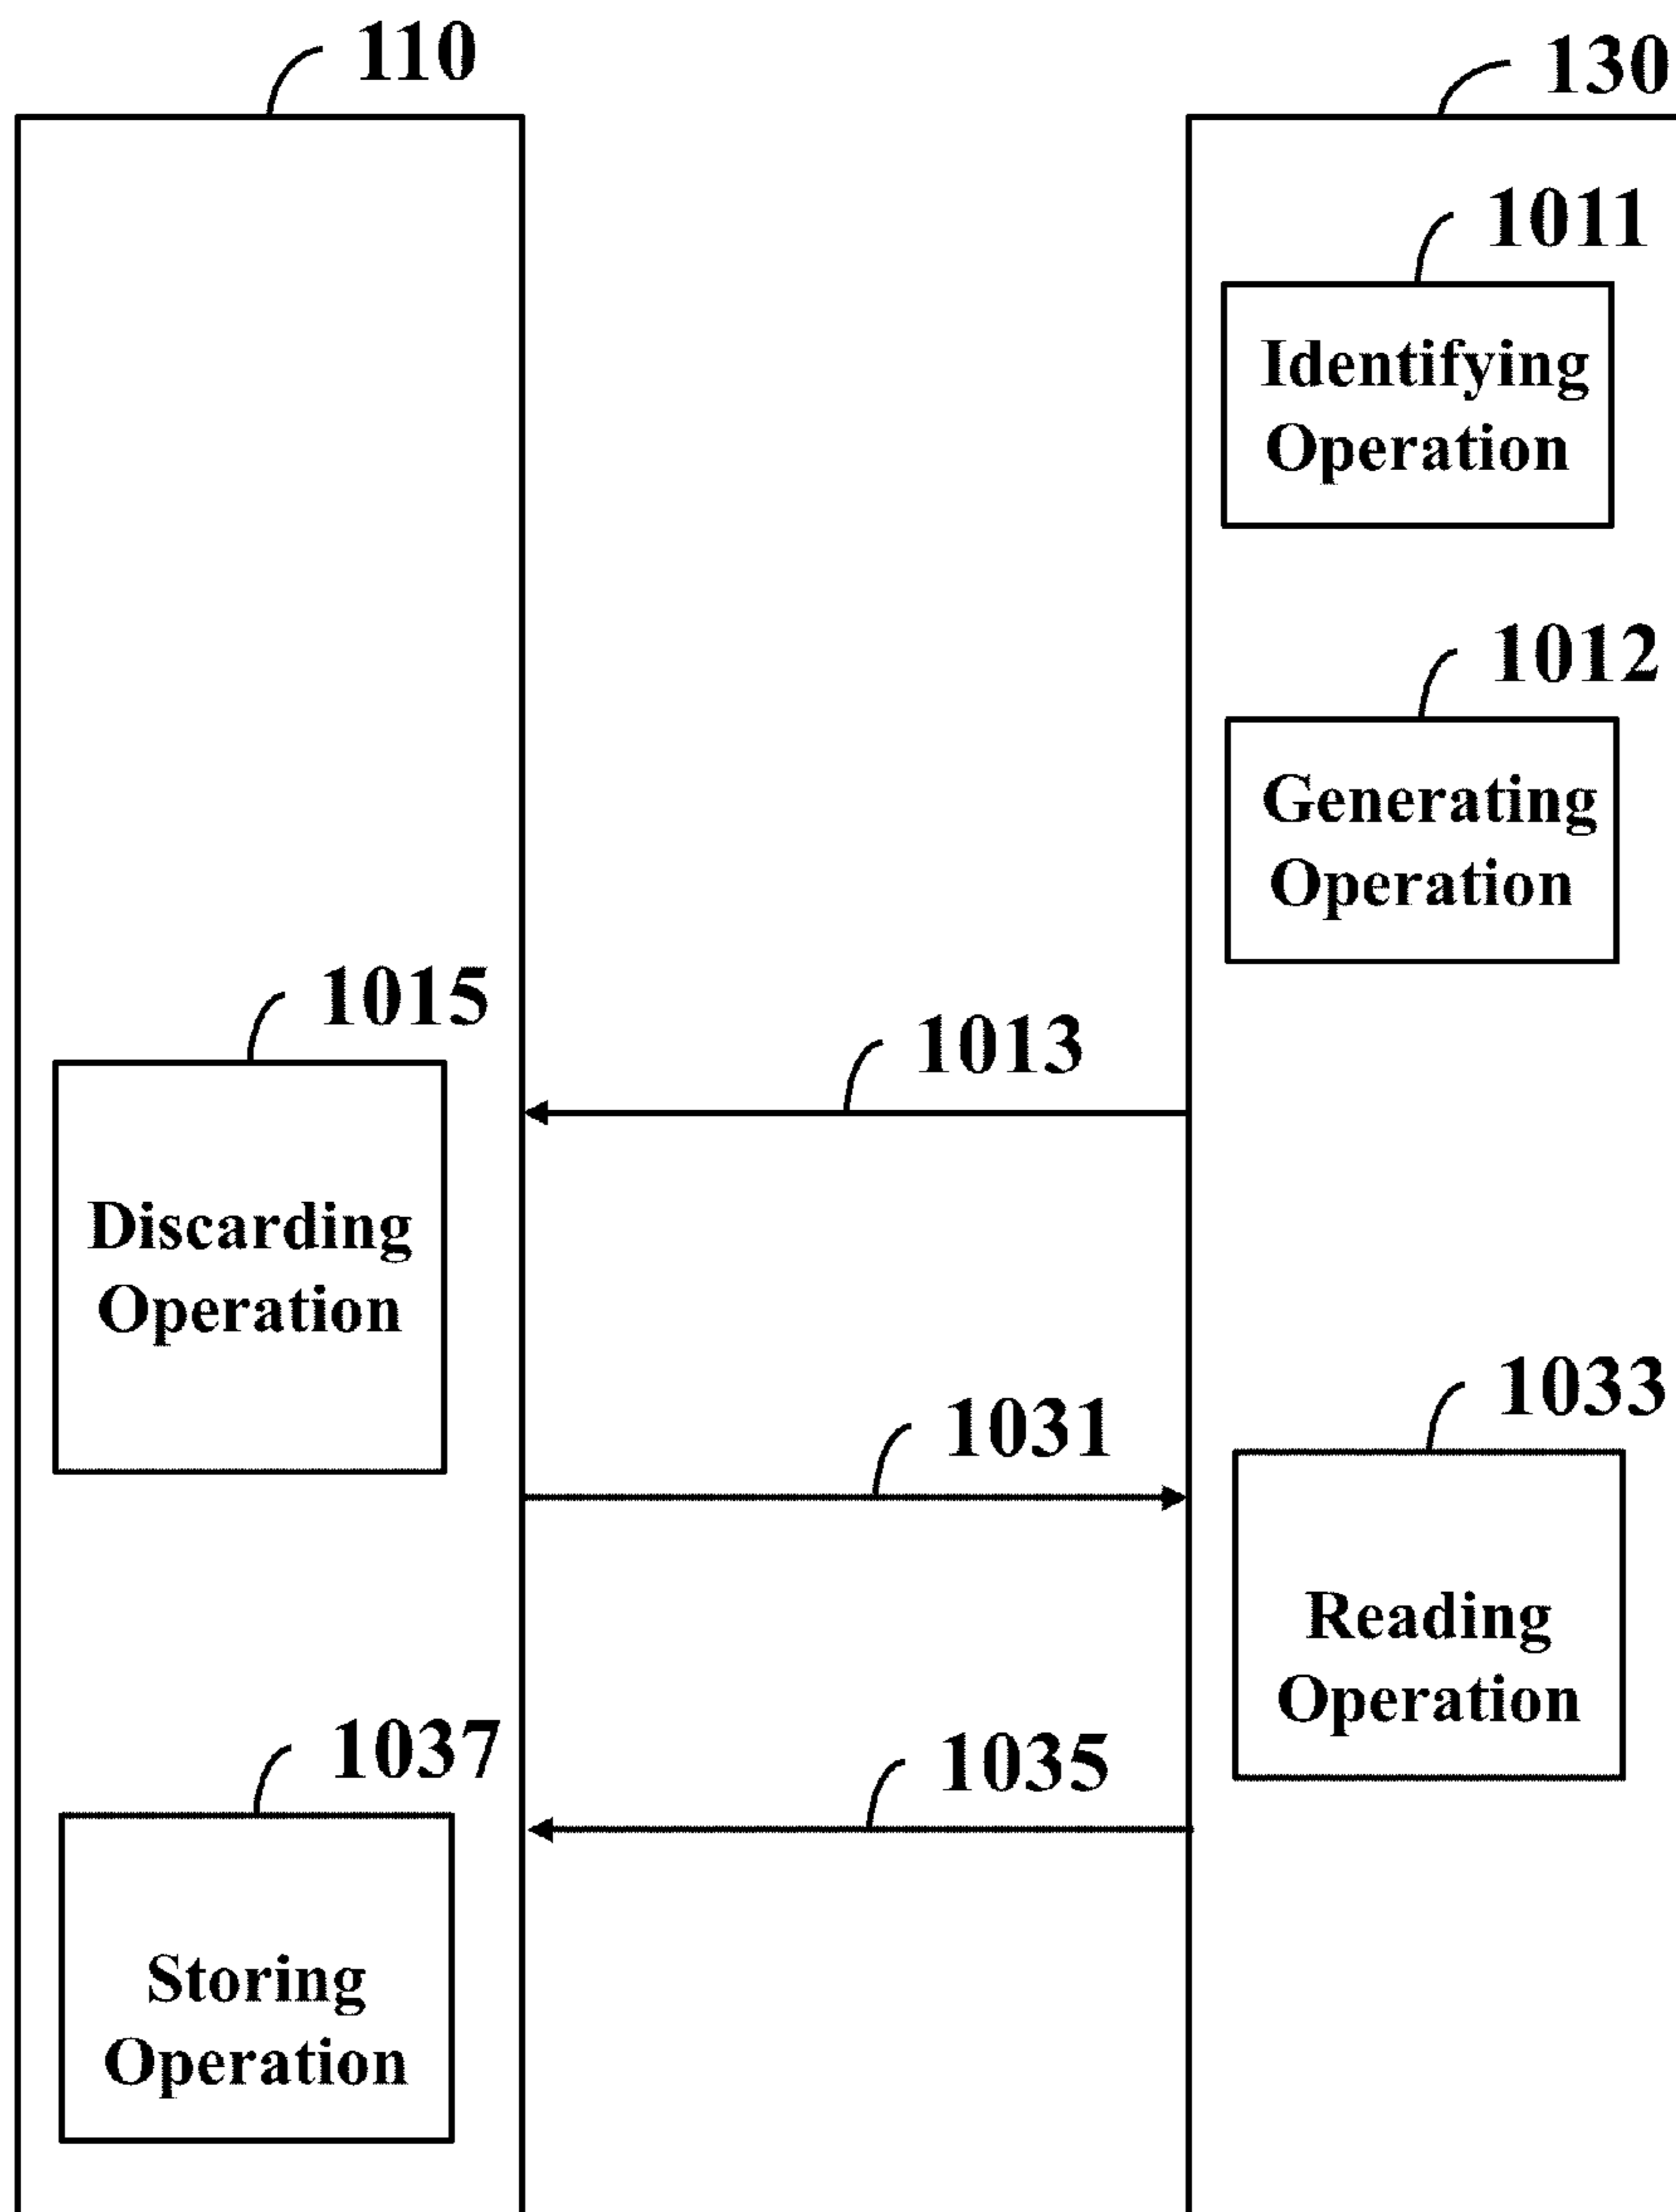 110
130
1011
Identifying
Operation
1012
Generating
Operation
1015
1013
Discarding
Operation
1031
1033
Reading
Operation
1037
1035
Storing
Operation